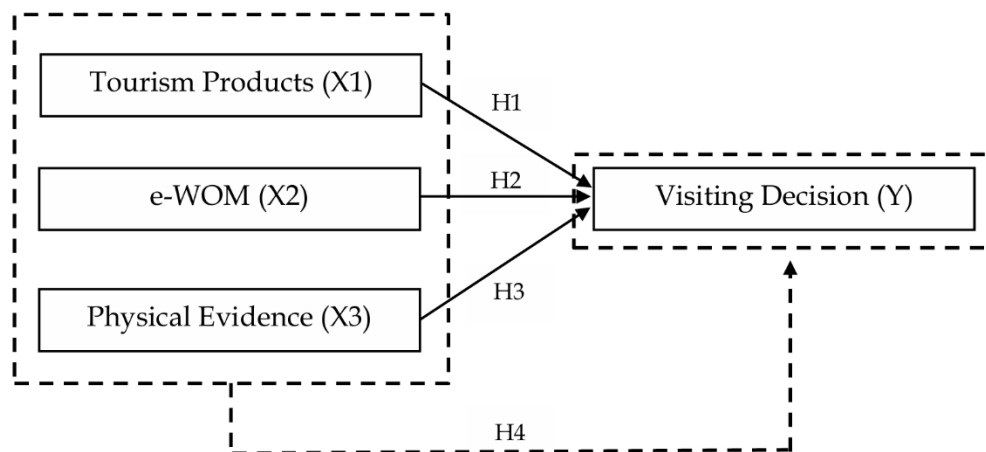 Tourism Products (X1)
H1
e-WOM (X2)
H2
Visiting Decision (Y)
Physical Evidence (X3)
H3
H4